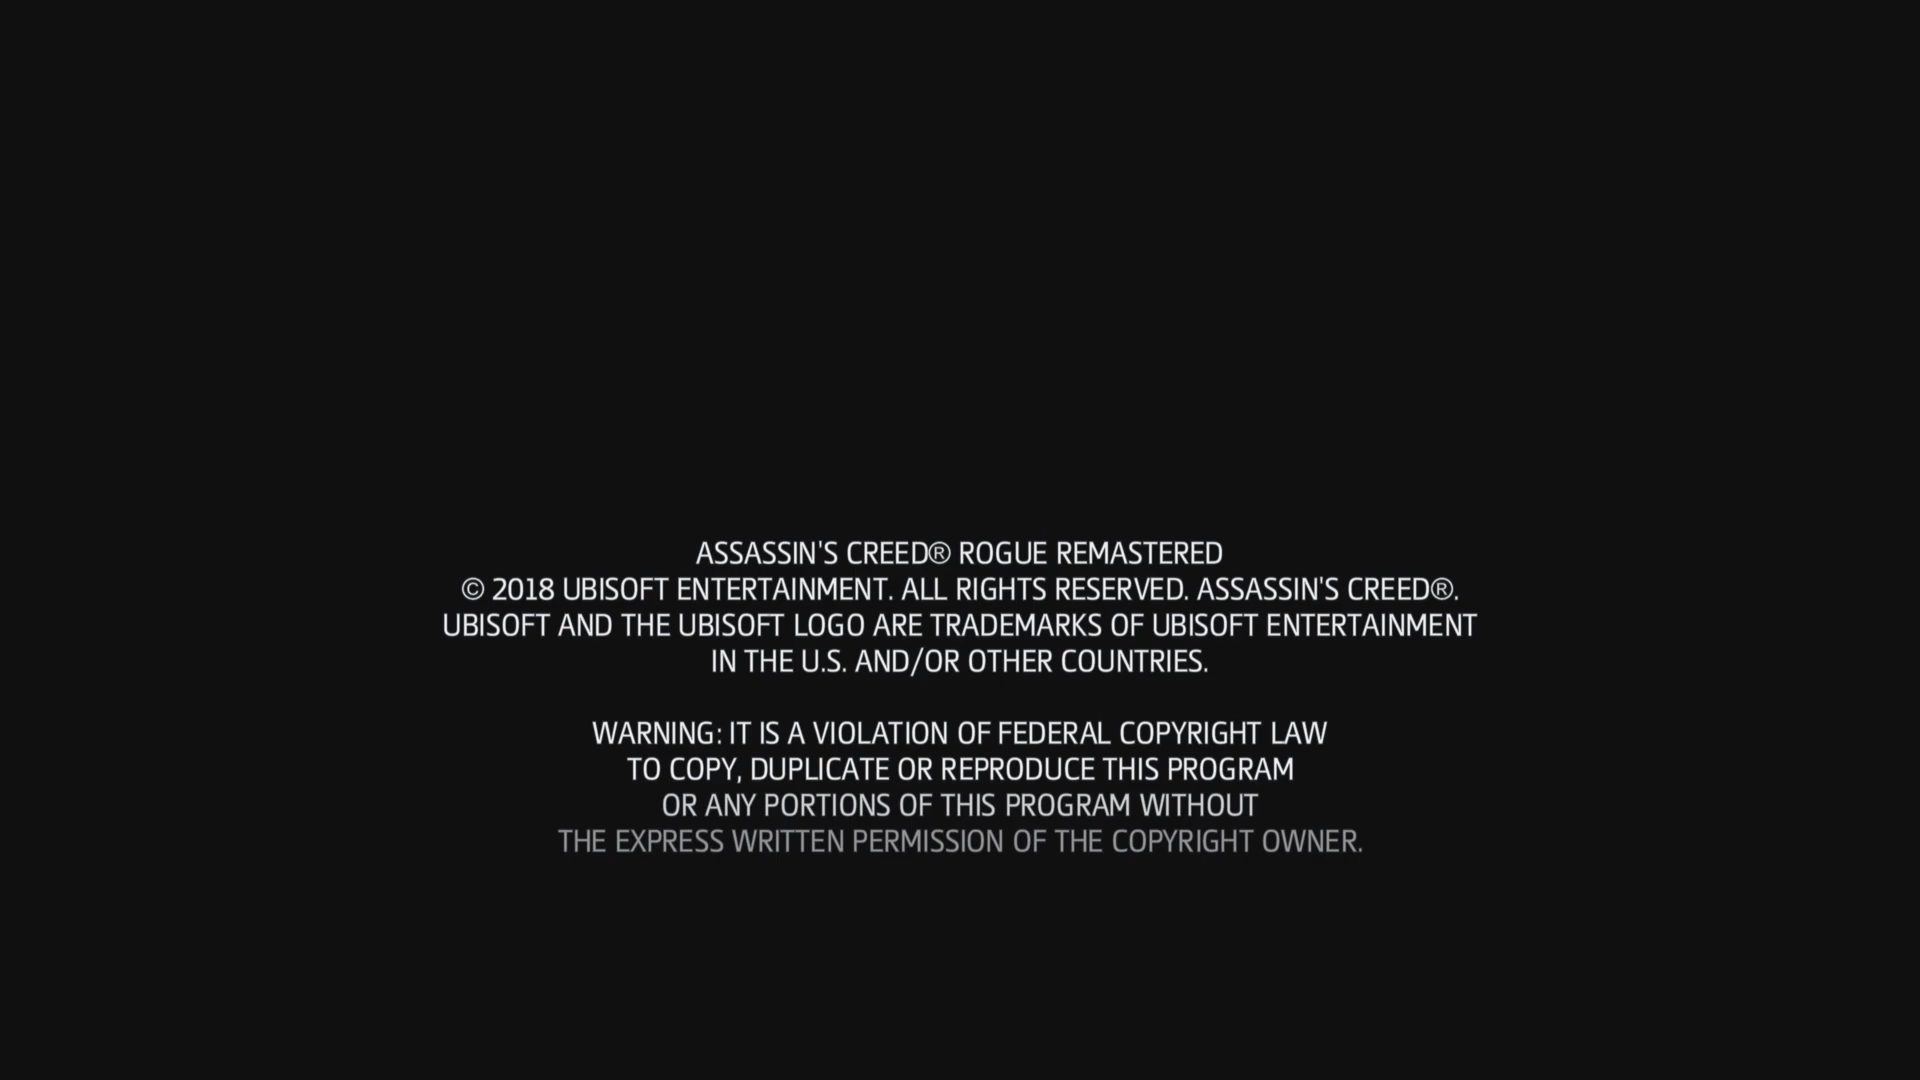 ASSASSIN'S CREED® ROGUE REMASTERED
© 2018 UBISOFT ENTERTAINMENT. ALL RIGHTS RESERVED. ASSASSIN'S CREED®.
UBISOFT AND THE UBISOFT LOGO ARE TRADEMARKS OF UBISOFT ENTERTAINMENT
IN THE U.S. AND/OR OTHER COUNTRIES.
WARNING: IT IS A VIOLATION OF FEDERAL COPYRIGHT LAW
TO COPY, DUPLICATE OR REPRODUCE THIS PROGRAM
OR ANY PORTIONS OF THIS PROGRAM WITHOUT
THE EXPRESS WRITTEN PERMISSION OF THE COPYRIGHT OWNER.